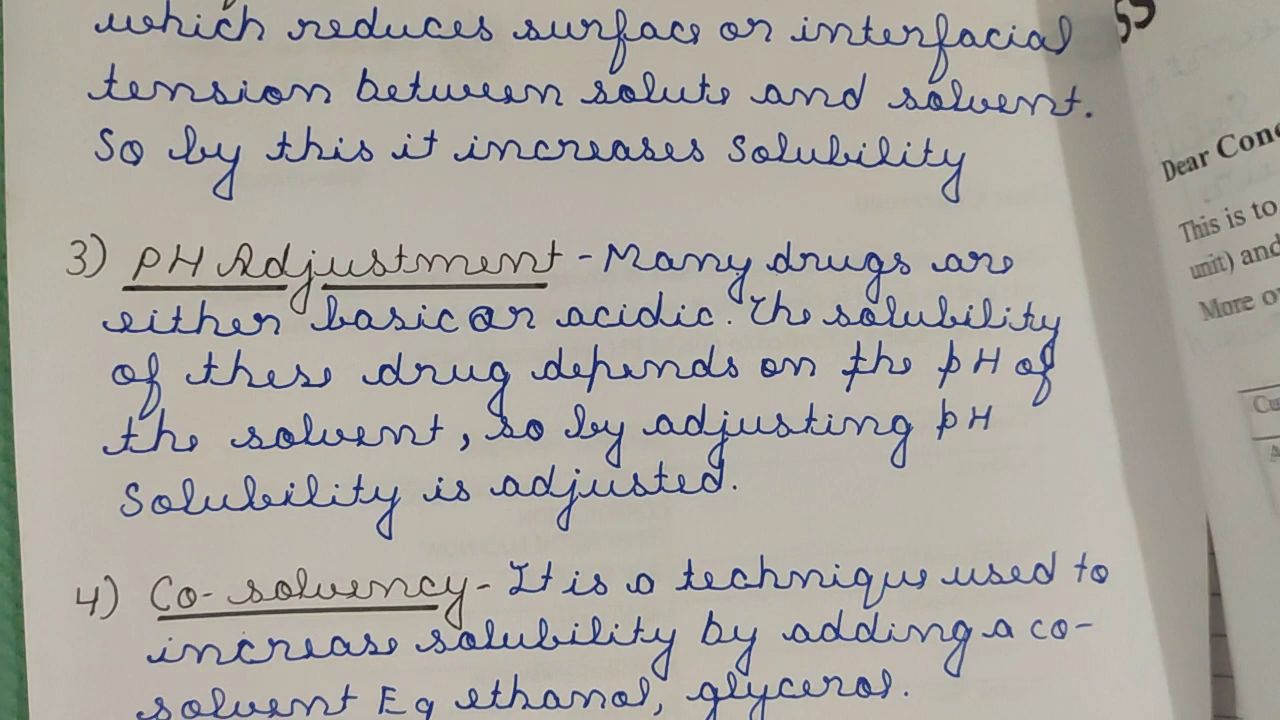 which reduces surface or interfacial
tension between solute and solvent.
So by this it increases Solubility
3) PH Adjustment - Many drugs are
either basic or acidic. The solubility
of these drug depends on the pH of
the solvent, so by adjusting pH
Solubility is adjusted.
4) Co-solvency - It is a technique used to
increase solubility by adding a co-
solvent Eg ethanol, glycerol.
Dear
This is to
unit) and
More